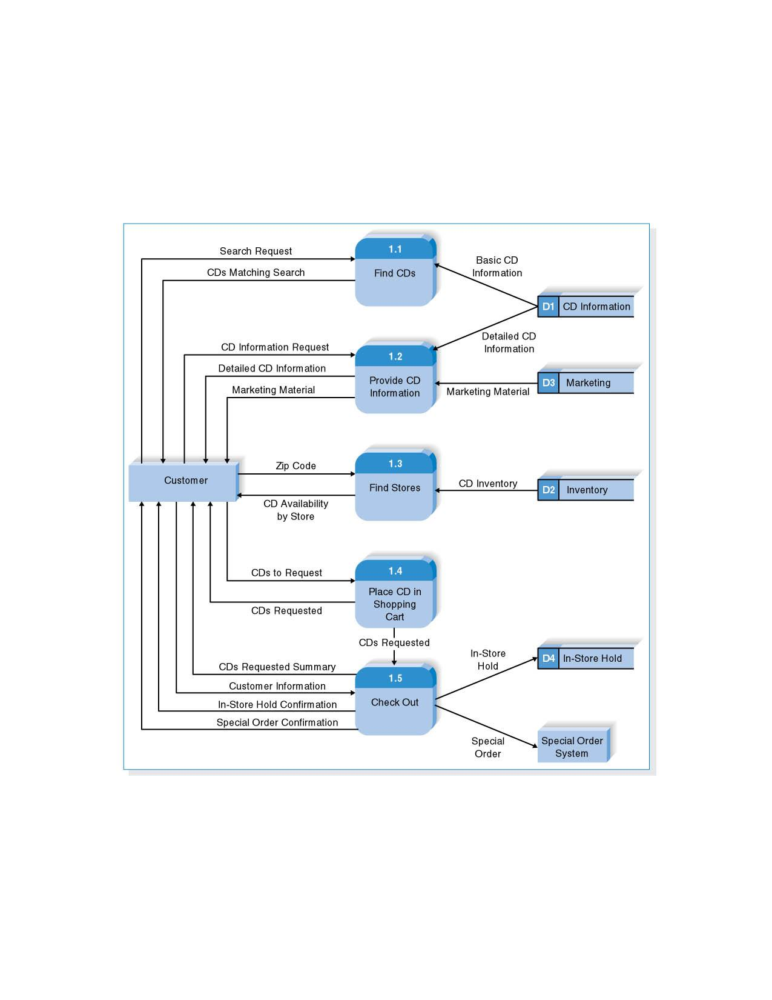 1.1
Search Request
Find CDs
CDs Matching Search
Basic CD
Information
D1 CD Information
Detailed CD
Information
1.2
CD Information Request
Detailed CD Information
Provide CD
Information
Marketing Material
D3 Marketing
Marketing Material
1.3
Zip Code
Customer
Find Stores
CD Inventory
D2 Inventory
CD Availability
by Store
1.4
CDs to Request
Place CD in
Shopping
Cart
CDs Requested
CDs Requested
In-Store
Hold
D4 In-Store Hold
CDs Requested Summary
1.5
Customer Information
Check Out
In-Store Hold Confirmation
Special Order Confirmation
Special
Order
Special Order
System